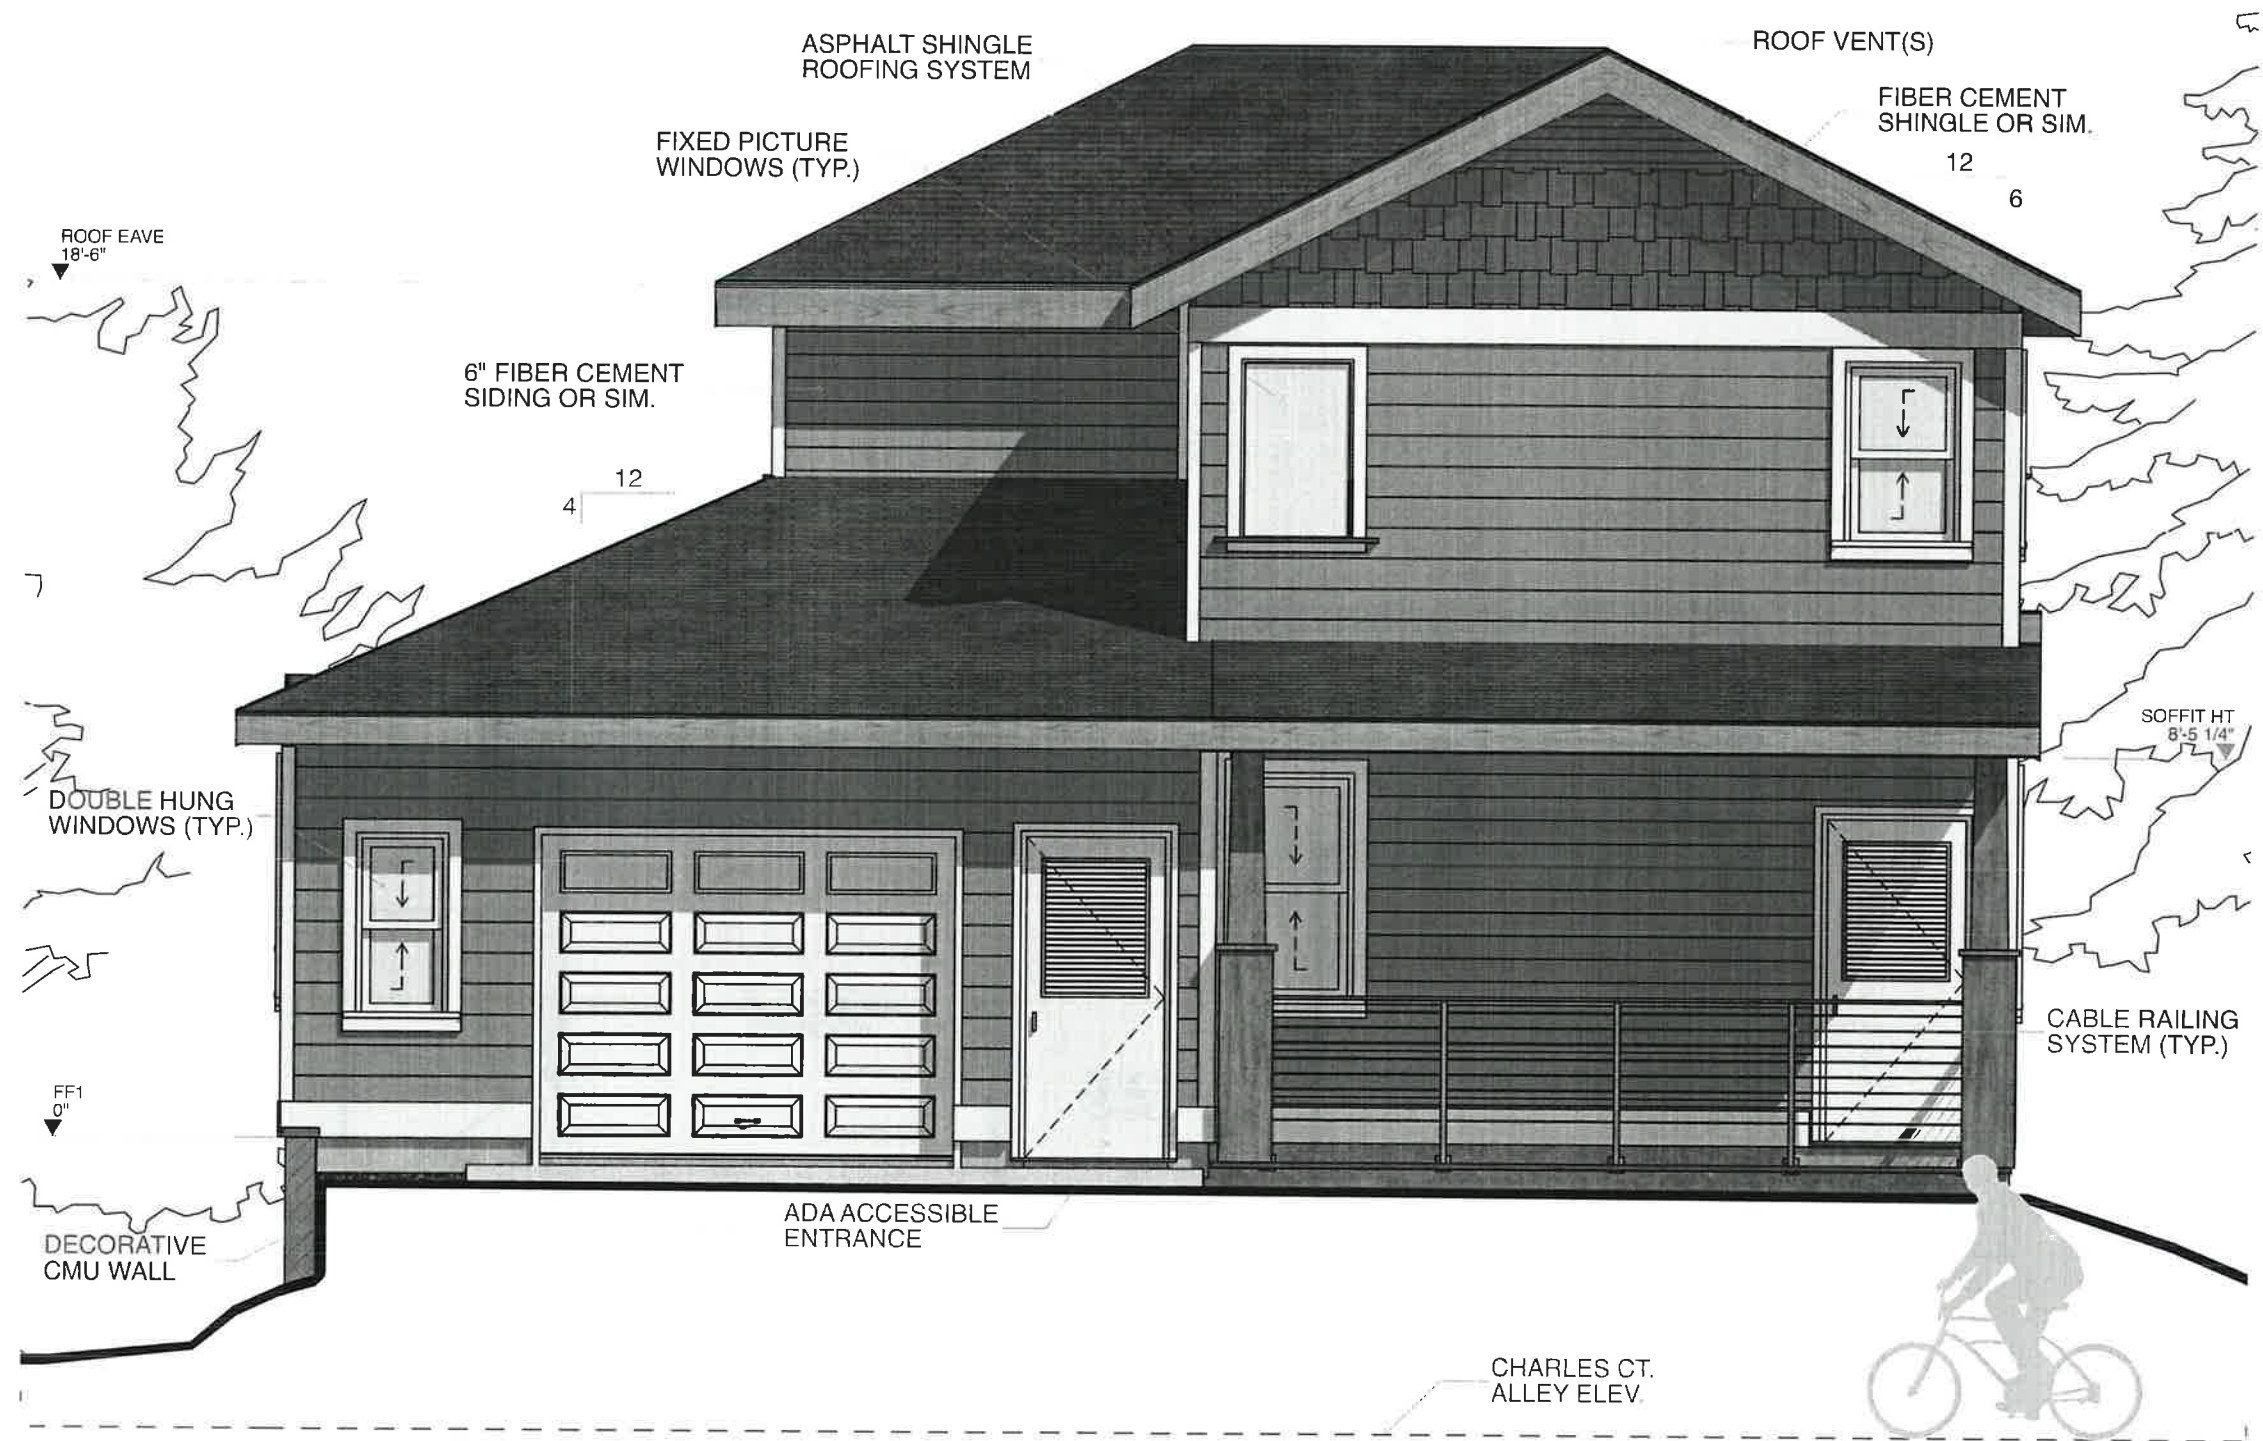 ASPHALT SHINGLE
ROOFING SYSTEM
ROOF VENT(S)
FIBER CEMENT
SHINGLE OR SIM.
12
6
FIXED PICTURE
WINDOWS (TYP.)
ROOF EAVE
18'-6"
6" FIBER CEMENT
SIDING OR SIM.
12
4
SOFFIT HT
8'-5 1/4"
DOUBLE HUNG
WINDOWS (TYP.)
CABLE RAILING
SYSTEM (TYP.)
FF1
0"
ADA ACCESSIBLE
ENTRANCE
DECORATIVE
CMU WALL
CHARLES CT.
ALLEY ELEV.